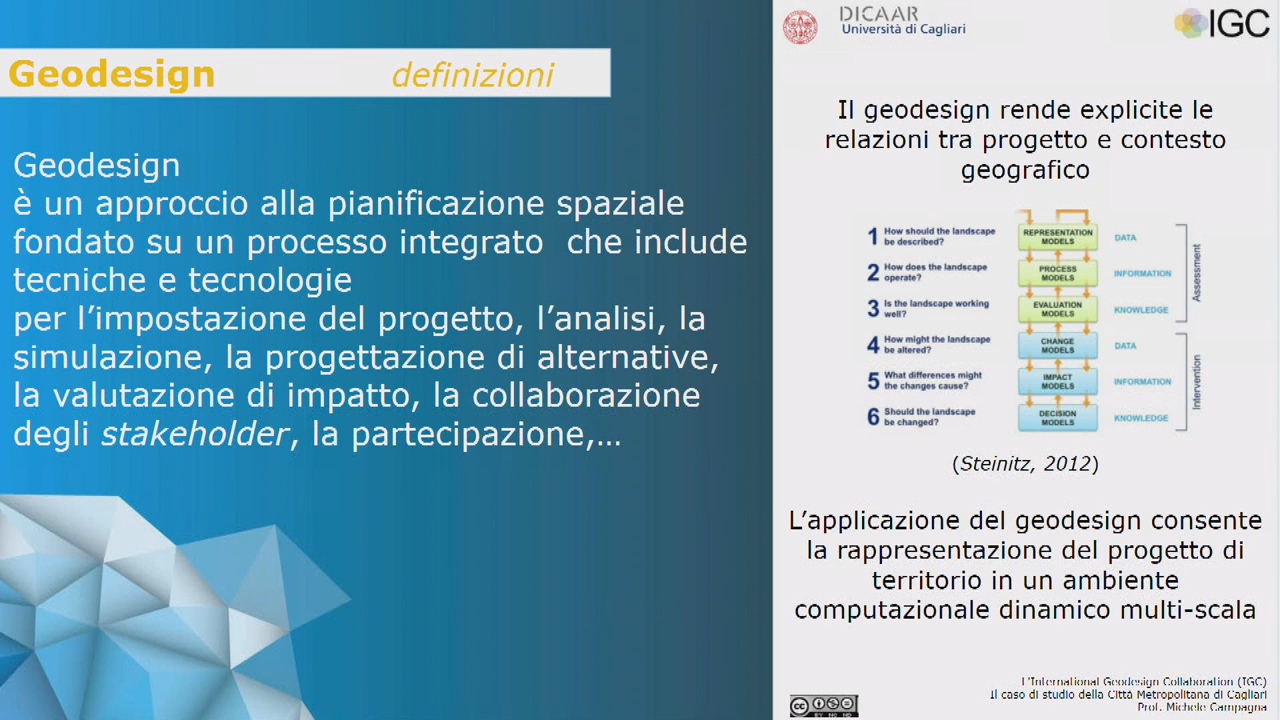 Geodesign definizioni
Geodesign
è un approccio alla pianificazione spaziale
fondato su un processo integrato che include
tecniche e tecnologie
per l’impostazione del progetto, l’analisi, la
simulazione, la progettazione di alternative,
la valutazione di impatto, la collaborazione
degli stakeholder, la partecipazione,…
DICAAR
Università di Cagliari
IGC
Il geodesign rende explicite le
relazioni tra progetto e contesto
geografico
1 How should the landscape
be described?
REPRESENTATION
MODELS
DATA
2 How does the landscape
operate?
PROCESS
MODELS
INFORMATION
3 Is the landscape working
well?
EVALUATION
MODELS
KNOWLEDGE
Assessment
4 How might the landscape
be altered?
CHANGE
MODELS
DATA
5 What differences might
the changes cause?
IMPACT
MODELS
INFORMATION
6 Should the landscape
be changed?
DECISION
MODELS
KNOWLEDGE
Intervention
(Steinitz, 2012)
L’applicazione del geodesign consente
la rappresentazione del progetto di
territorio in un ambiente
computazionale dinamico multi-scala
L'International Geodesign Collaboration (IGC)
Il caso di studio della Città Metropolitana di Cagliari
Prof. Michele Campagna
CC BY NC ND